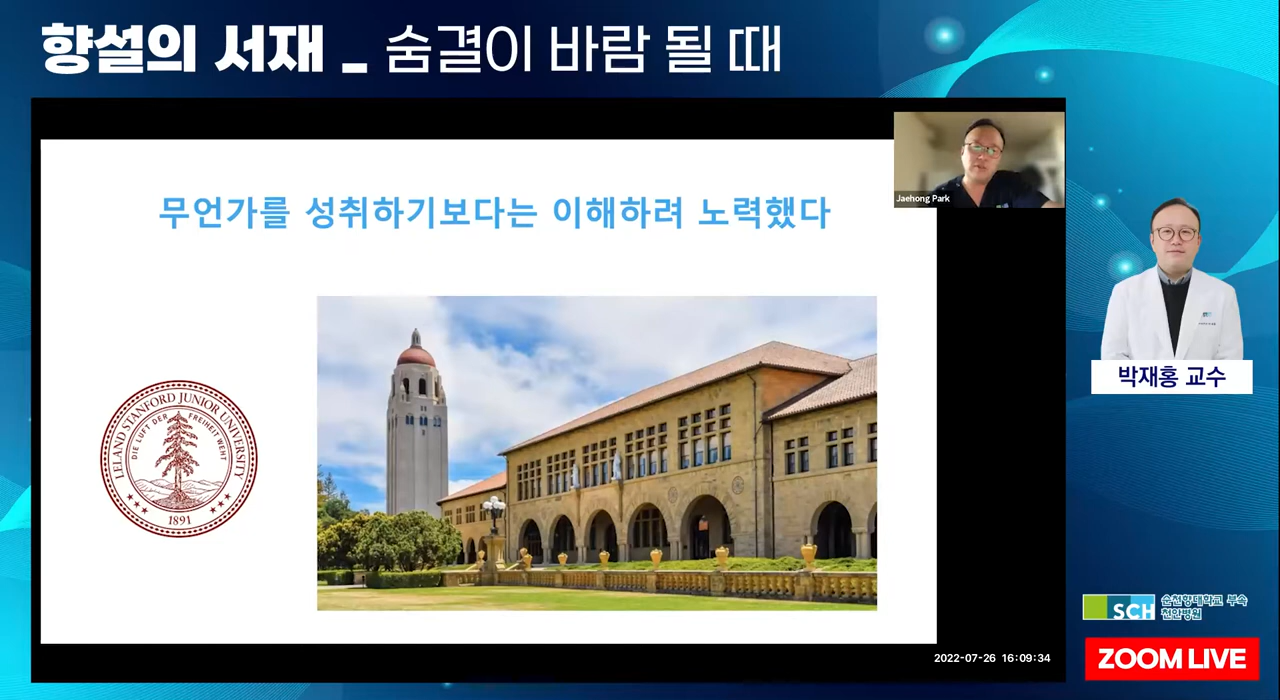 향설의 서재 _ 숨결이 바람 될 때
Jaehong Park
무언가를 성취하기보다는 이해하려 노력했다
LELAND STANFORD JUNIOR UNIVERSITY
DIE LUFT DER FREIHEIT WEHT
1891
박재홍 교수
SCH 순천향대학교 부속
천안병원
2022-07-26 16:09:34
ZOOM LIVE